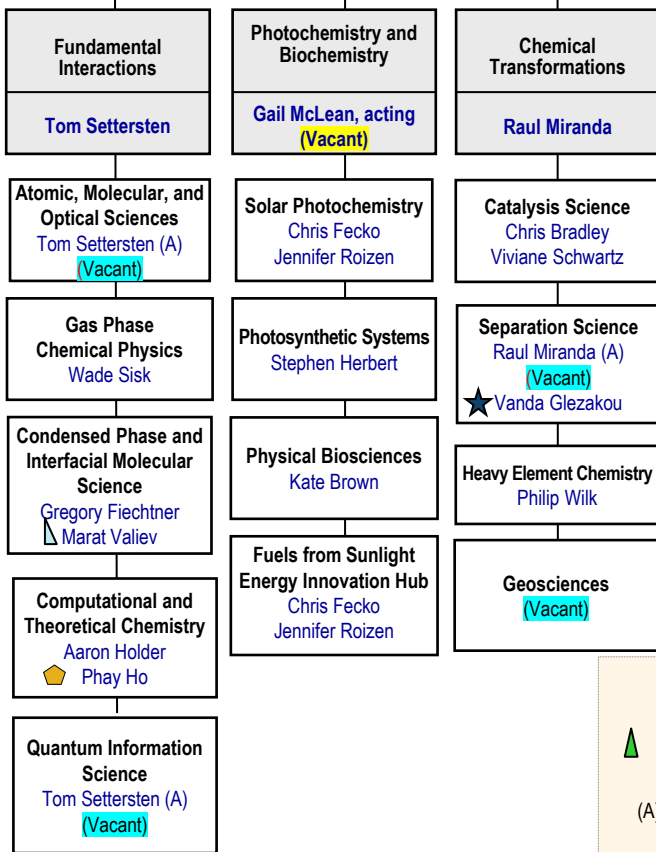 Fundamental
Interactions
Tom Settersten
Atomic, Molecular, and
Optical Sciences
Tom Settersten (A)
(Vacant)
Gas Phase
Chemical Physics
Wade Sisk
Condensed Phase and
Interfacial Molecular
Science
Gregory Fiechtner
Marat Valiev
Computational and
Theoretical Chemistry
Aaron Holder
Phay Ho
Quantum Information
Science
Tom Settersten (A)
(Vacant)
Photochemistry and
Biochemistry
Gail McLean, acting
(Vacant)
Solar Photochemistry
Chris Fecko
Jennifer Roizen
Photosynthetic Systems
Stephen Herbert
Physical Biosciences
Kate Brown
Fuels from Sunlight
Energy Innovation Hub
Chris Fecko
Jennifer Roizen
Chemical
Transformations
Raul Miranda
Catalysis Science
Chris Bradley
Viviane Schwartz
Separation Science
Raul Miranda (A)
(Vacant)
Vanda Glezakou
Heavy Element Chemistry
Philip Wilk
Geosciences
(Vacant)
(A)